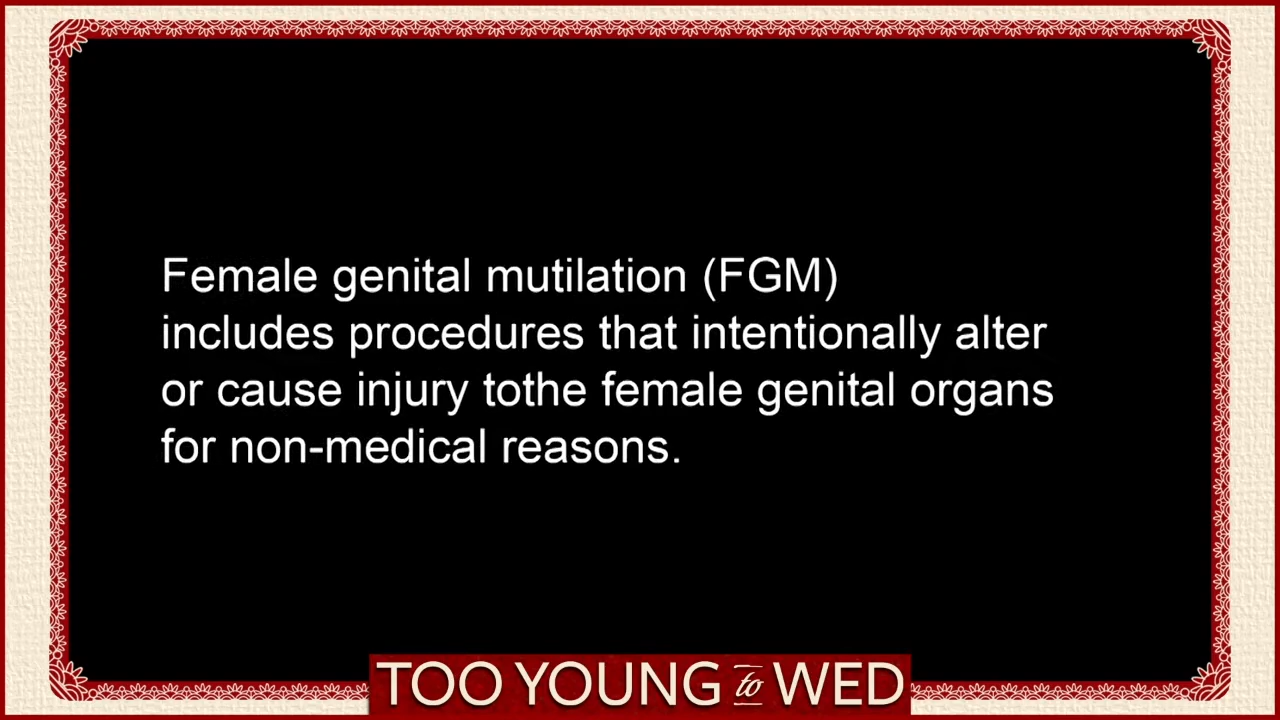 Female genital mutilation (FGM)
includes procedures that intentionally alter
or cause injury tothe female genital organs
for non-medical reasons.
TOO YOUNG to WED